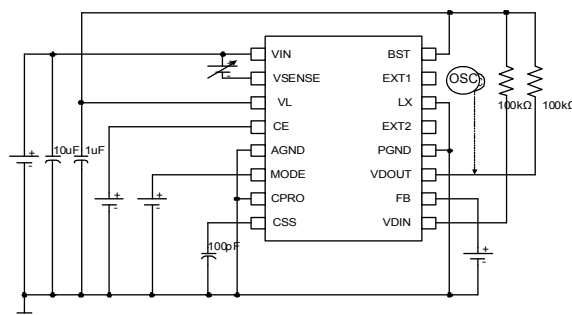 VIN
BST
VSENSE
EXT1
OSC
VL
LX
100kΩ
100kΩ
CE
EXT2
10uF
1uF
AGND
PGND
MODE
VDOUT
CPRO
FB
CSS
VDIN
100pF